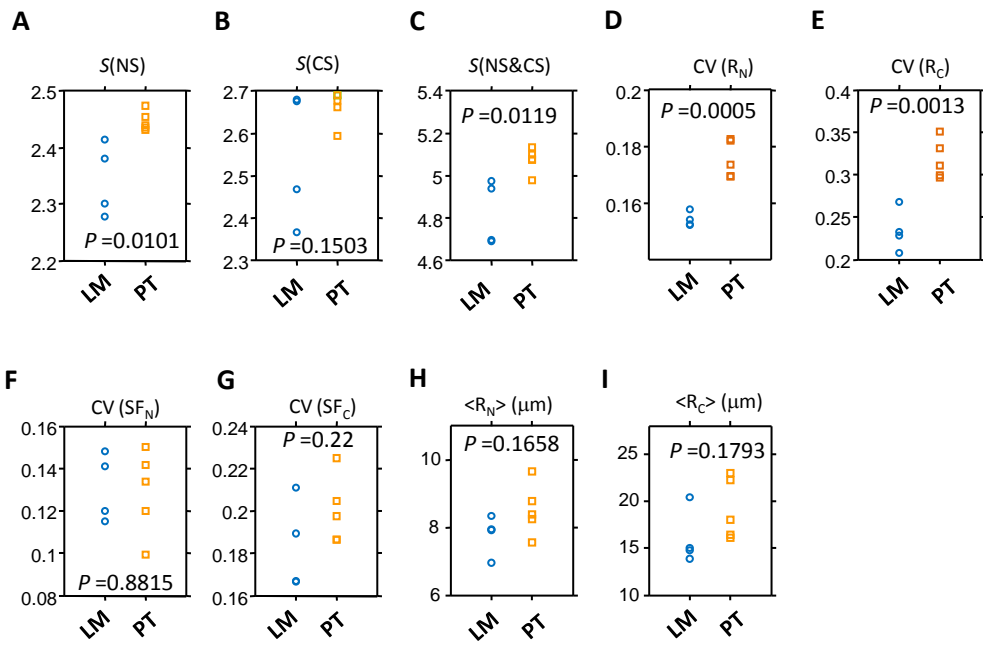 A
B
C
D
E
S(NS)
S(CS)
S(NS&CS)
CV (R_N)
CV (R_C)
2.5
2.4
2.3
2.2
P =0.0101
LM
PT
2.7
2.6
2.5
2.4
2.3
P =0.1503
LM
PT
5.4
5.2
5
4.8
4.6
P =0.0119
LM
PT
0.2
0.18
0.16
P =0.0005
LM
PT
0.4
0.35
0.3
0.25
0.2
P =0.0013
LM
PT
F
G
H
I
CV (SF_N)
CV (SF_C)
<R_N> (μm)
<R_C> (μm)
0.16
0.14
0.12
0.1
0.08
P =0.8815
LM
PT
0.24
0.22
0.2
0.18
0.16
P =0.22
LM
PT
10
8
6
P =0.1658
LM
PT
25
20
15
10
P =0.1793
LM
PT